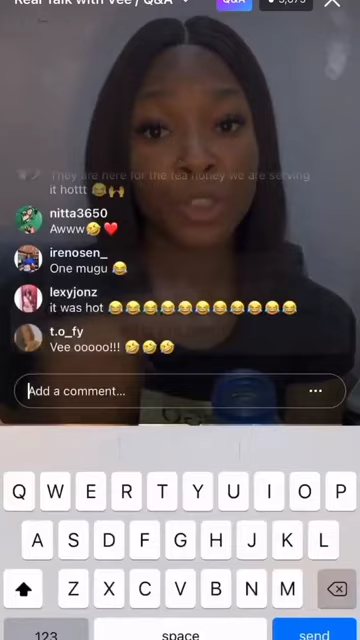 Real Talk with Vee / Q&A
Q&A
They are here for the tea honey we are serving
it hottt 😂🙌
nitta3650
Awww🤣❤️
irenosen_
One mugu 😂
lexyjonz
it was hot 😂😂😂😂😂😂😂😂😂😂😂
t.o_fy
Vee ooooo!!! 🤣🤣🤣
Add a comment...
Q W E R T Y U I O P
A S D F G H J K L
Z X C V B N M
123 space send